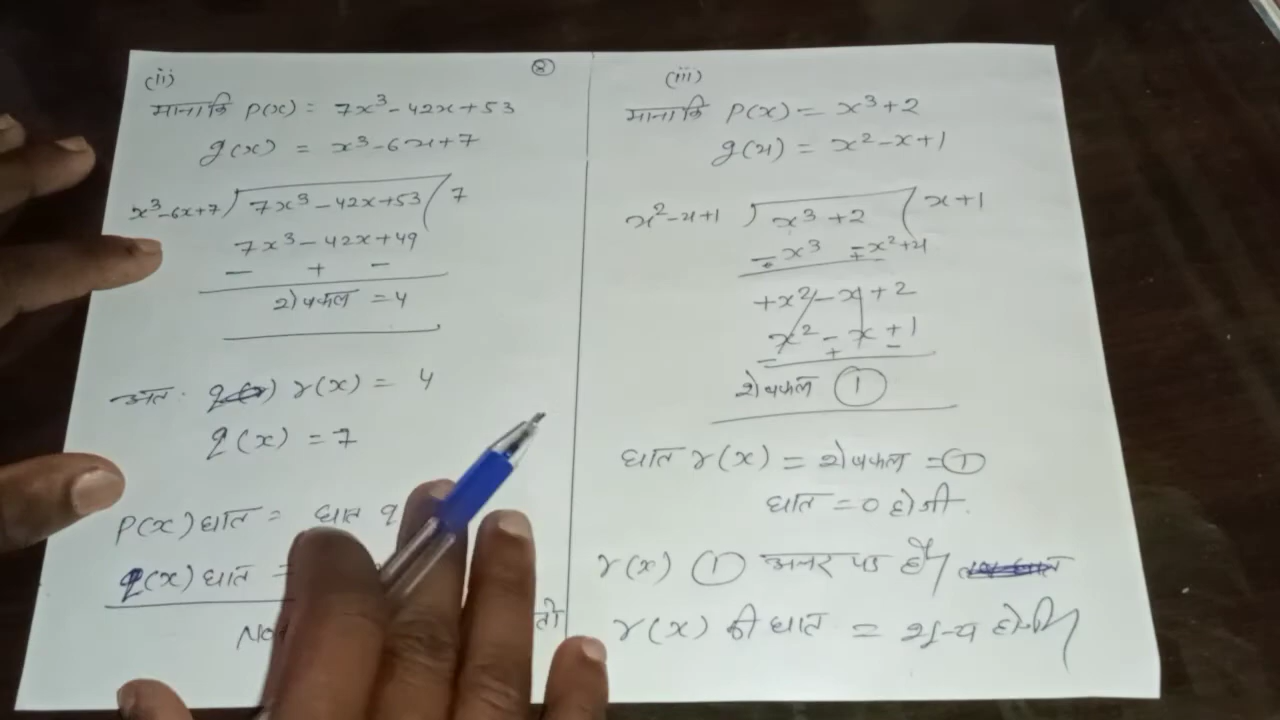 (ii)
मानाकि P(x) = 7x³ - 42x + 53
g(x) = x³ - 6x + 7
x³ - 6x + 7 ) 7x³ - 42x + 53 ( 7
7x³ - 42x + 49
- + -
शेषफल = 4
अत: r(x) = 4
q(x) = 7
P(x) घात = घात q
q(x) घात =
तो
8
(iii)
मानाकि P(x) = x³ + 2
g(x) = x² - x + 1
x² - x + 1 ) x³ + 2 ( x + 1
x³ - x² + x
+x² - x + 2
x² - x + 1
- + -
शेषफल 1
घात r(x) = शेषफल = 1
घात = 0 होगी.
r(x) 1 अचर पद है।
r(x) की घात = शून्य होगी।